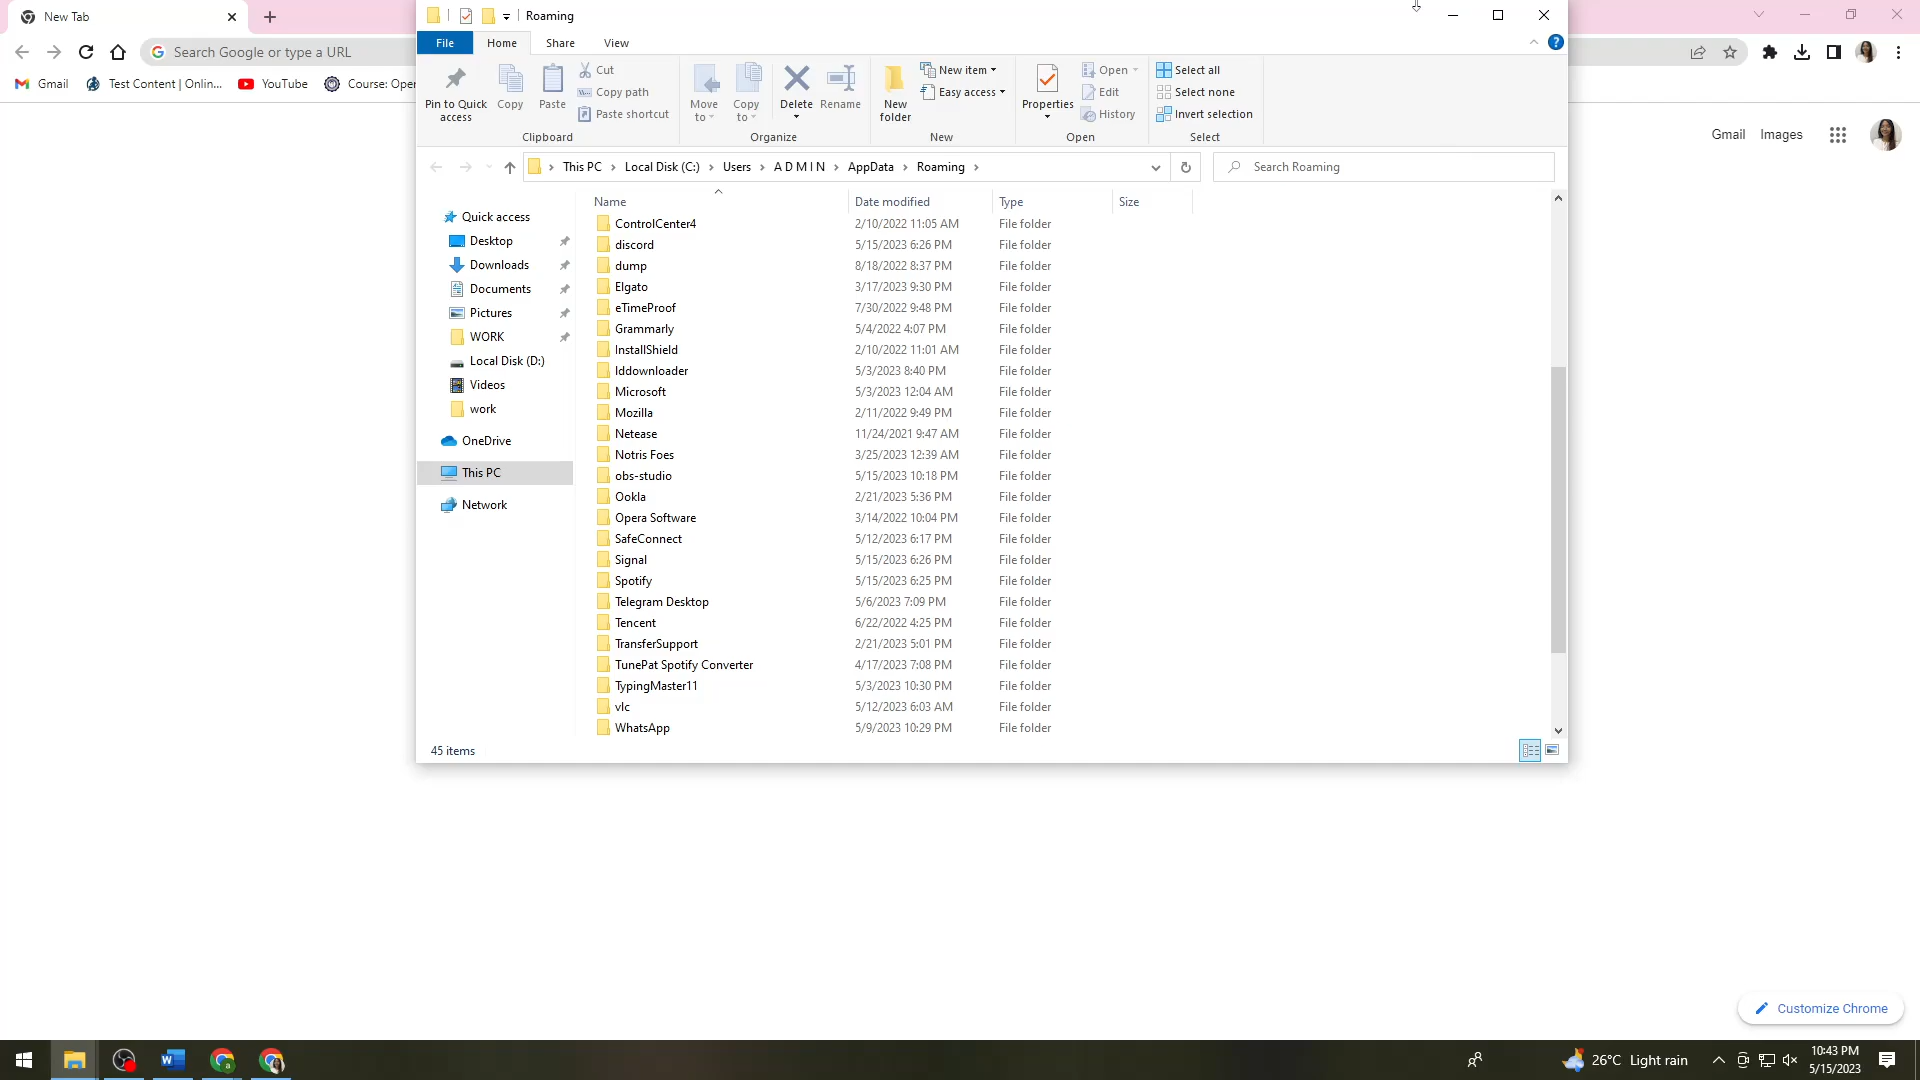 New Tab
Roaming
File Home Share View
Search Google or type a URL
Gmail Test Content | Onlin... YouTube Course: Oper
Pin to Quick access
Copy
Paste
Cut
Copy path
Paste shortcut
Clipboard
Move to
Copy to
Delete
Rename
Organize
New folder
New item
Easy access
New
Properties
Open
Edit
History
Open
Select all
Select none
Invert selection
Select
Gmail Images
This PC Local Disk (C:) Users A D M I N AppData Roaming
Search Roaming
Quick access
Desktop
Downloads
Documents
Pictures
WORK
Local Disk (D:)
Videos
work
OneDrive
This PC
Network
Name Date modified Type Size
ControlCenter4 2/10/2022 11:05 AM File folder
discord 5/15/2023 6:26 PM File folder
dump 8/18/2022 8:37 PM File folder
Elgato 3/17/2023 9:30 PM File folder
eTimeProof 7/30/2022 9:48 PM File folder
Grammarly 5/4/2022 4:07 PM File folder
InstallShield 2/10/2022 11:01 AM File folder
Iddownloader 5/3/2023 8:40 PM File folder
Microsoft 5/3/2023 12:04 AM File folder
Mozilla 2/11/2022 9:49 PM File folder
Netease 11/24/2021 9:47 AM File folder
Notris Foes 3/25/2023 12:39 AM File folder
obs-studio 5/15/2023 10:18 PM File folder
Ookla 2/21/2023 5:36 PM File folder
Opera Software 3/14/2022 10:04 PM File folder
SafeConnect 5/12/2023 6:17 PM File folder
Signal 5/15/2023 6:26 PM File folder
Spotify 5/15/2023 6:25 PM File folder
Telegram Desktop 5/6/2023 7:09 PM File folder
Tencent 6/22/2022 4:25 PM File folder
TransferSupport 2/21/2023 5:01 PM File folder
TunePat Spotify Converter 4/17/2023 7:08 PM File folder
TypingMaster11 5/3/2023 10:30 PM File folder
vlc 5/12/2023 6:03 AM File folder
WhatsApp 5/9/2023 10:29 PM File folder
45 items
Customize Chrome
26°C Light rain
10:43 PM
5/15/2023